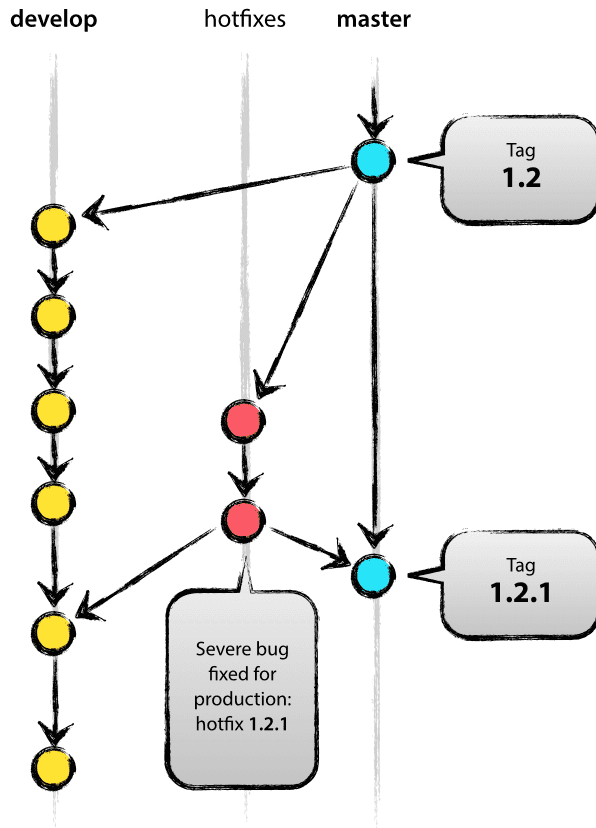 develop
hotfixes
master
Tag
1.2
Tag
1.2.1
Severe bug
fixed for
production:
hotfix 1.2.1